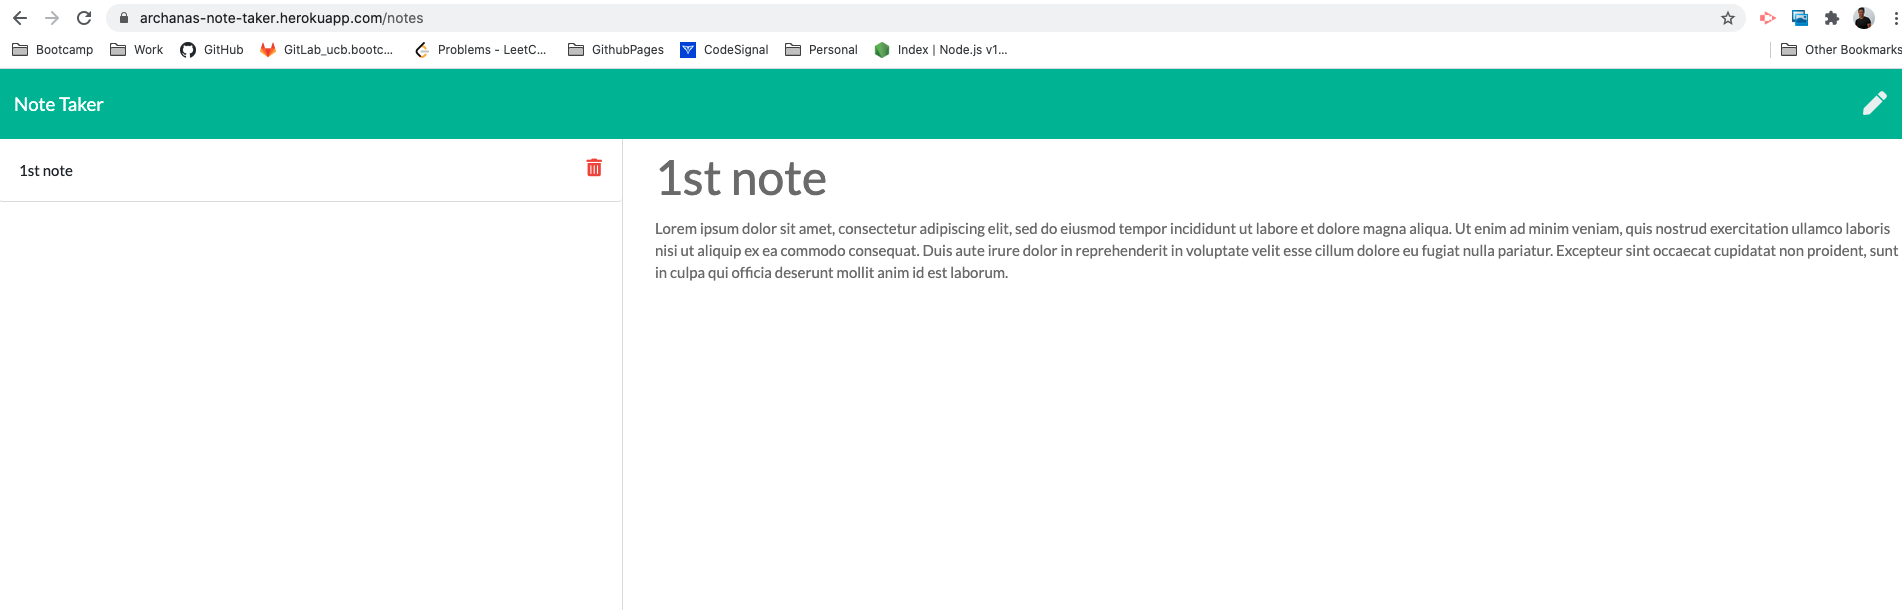 archanas-note-taker.herokuapp.com/notes
Bootcamp Work GitHub GitLab_ucb.bootc... Problems - LeetC... GithubPages CodeSignal Personal Index | Node.js v1... Other Bookmarks
Note Taker
1st note
1st note
Lorem ipsum dolor sit amet, consectetur adipiscing elit, sed do eiusmod tempor incididunt ut labore et dolore magna aliqua. Ut enim ad minim veniam, quis nostrud exercitation ullamco laboris
nisi ut aliquip ex ea commodo consequat. Duis aute irure dolor in reprehenderit in voluptate velit esse cillum dolore eu fugiat nulla pariatur. Excepteur sint occaecat cupidatat non proident, sunt
in culpa qui officia deserunt mollit anim id est laborum.